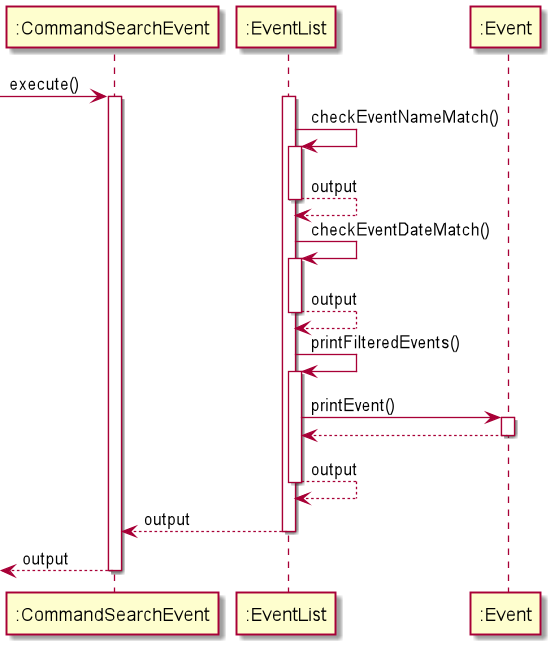 :CommandSearchEvent :EventList :Event
execute()
checkEventNameMatch()
output
checkEventDateMatch()
output
printFilteredEvents()
printEvent()
output
output
output
:CommandSearchEvent :EventList :Event